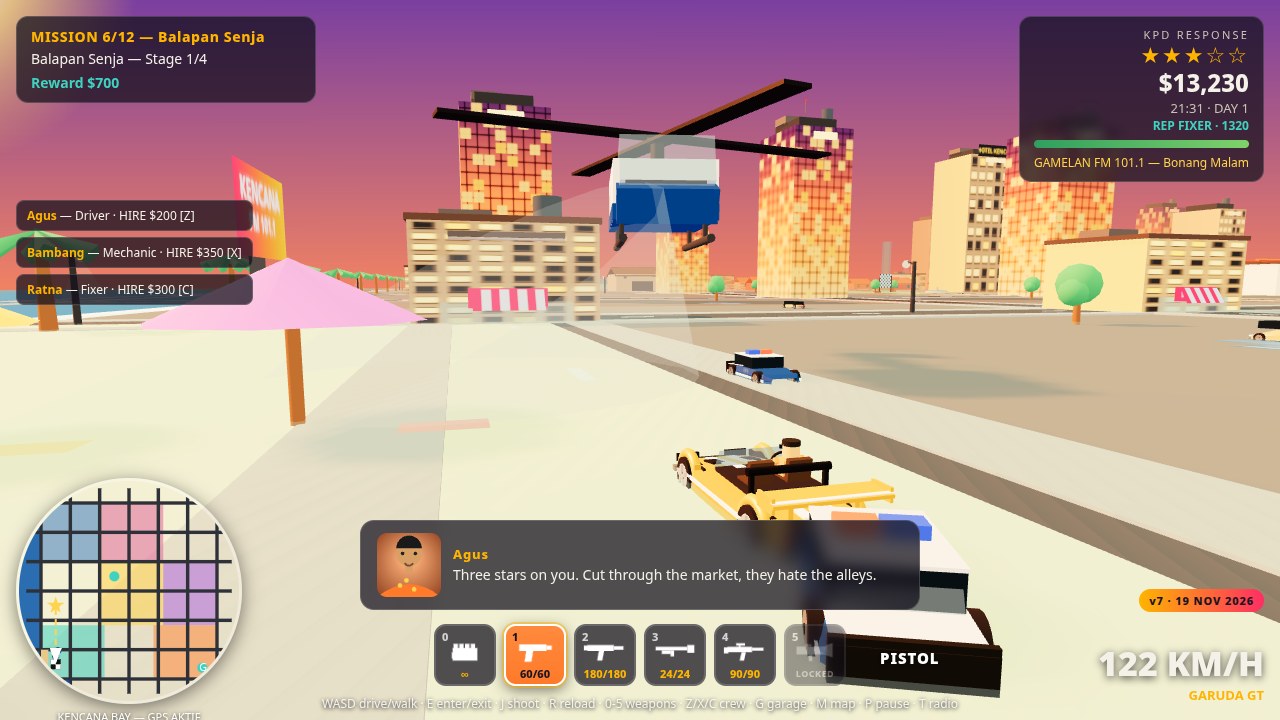 MISSION 6/12 — Balapan Senja
Balapan Senja — Stage 1/4
Reward $700
KPD RESPONSE
★★★☆☆
$13,230
21:31 · DAY 1
REP FIXER · 1320
GAMELAN FM 101.1 — Bonang Malam
KENCANA
Agus — Driver · HIRE $200 [Z]
Bambang — Mechanic · HIRE $350 [X]
Ratna — Fixer · HIRE $300 [C]
Agus
Three stars on you. Cut through the market, they hate the alleys.
v7 · 19 NOV 2026
0 1 2 3 4 5
∞ 60/60 180/180 24/24 90/90 LOCKED
PISTOL
122 KM/H
GARUDA GT
WASD drive/walk · E enter/exit · J shoot · R reload · 0-5 weapons · Z/X/C crew · G garage · M map · P pause · T radio
KENCANA BAY — GPS AKTIF